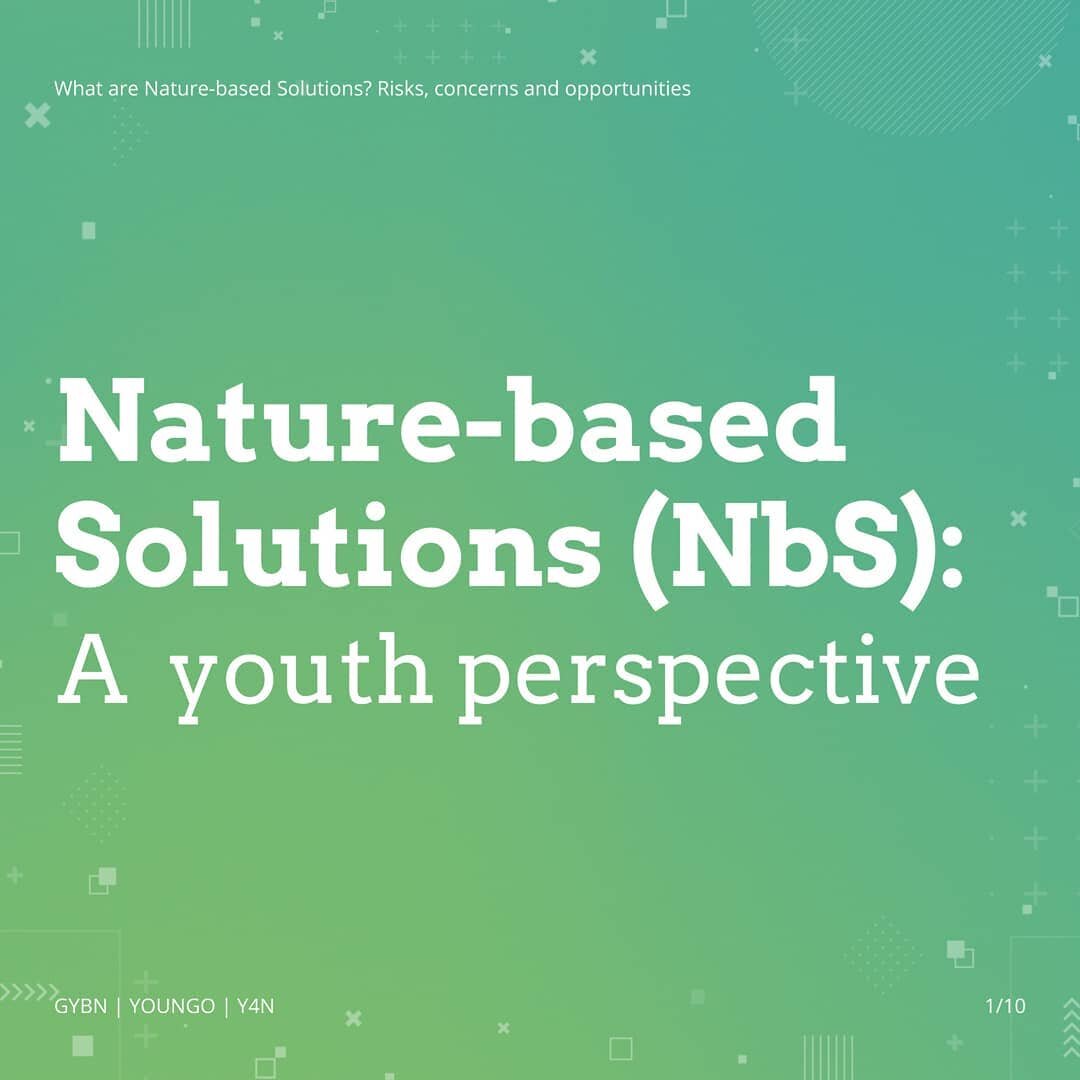 What are Nature-based Solutions? Risks, concerns and opportunities
Nature-based
Solutions (NbS):
A youth perspective
GYBN | YOUNGO | Y4N
1/10